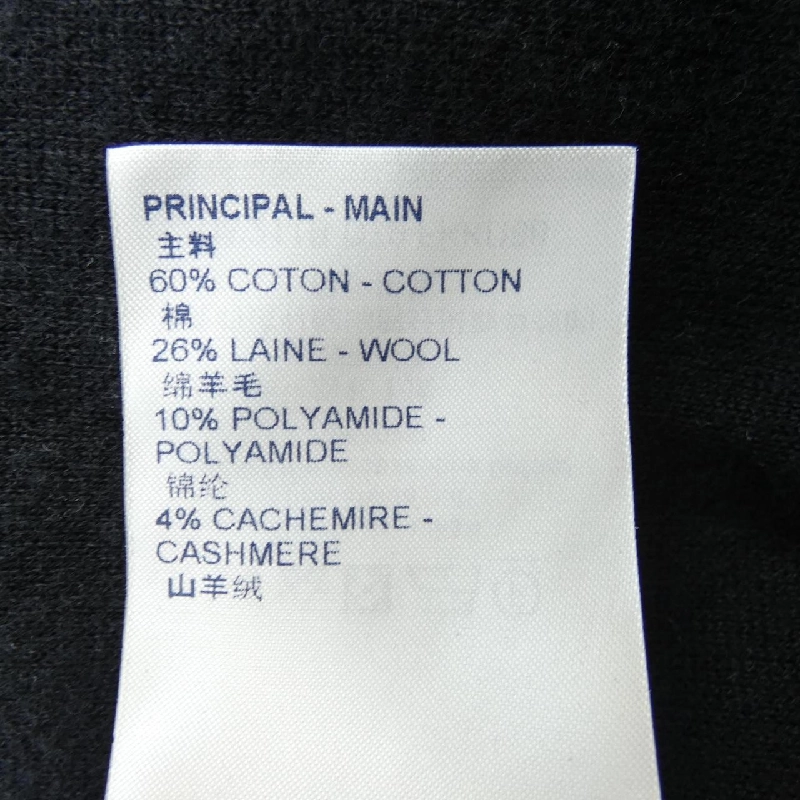 PRINCIPAL - MAIN
主料
60% COTON - COTTON
棉
26% LAINE - WOOL
绵羊毛
10% POLYAMIDE -
POLYAMIDE
锦纶
4% CACHEMIRE -
CASHMERE
山羊绒